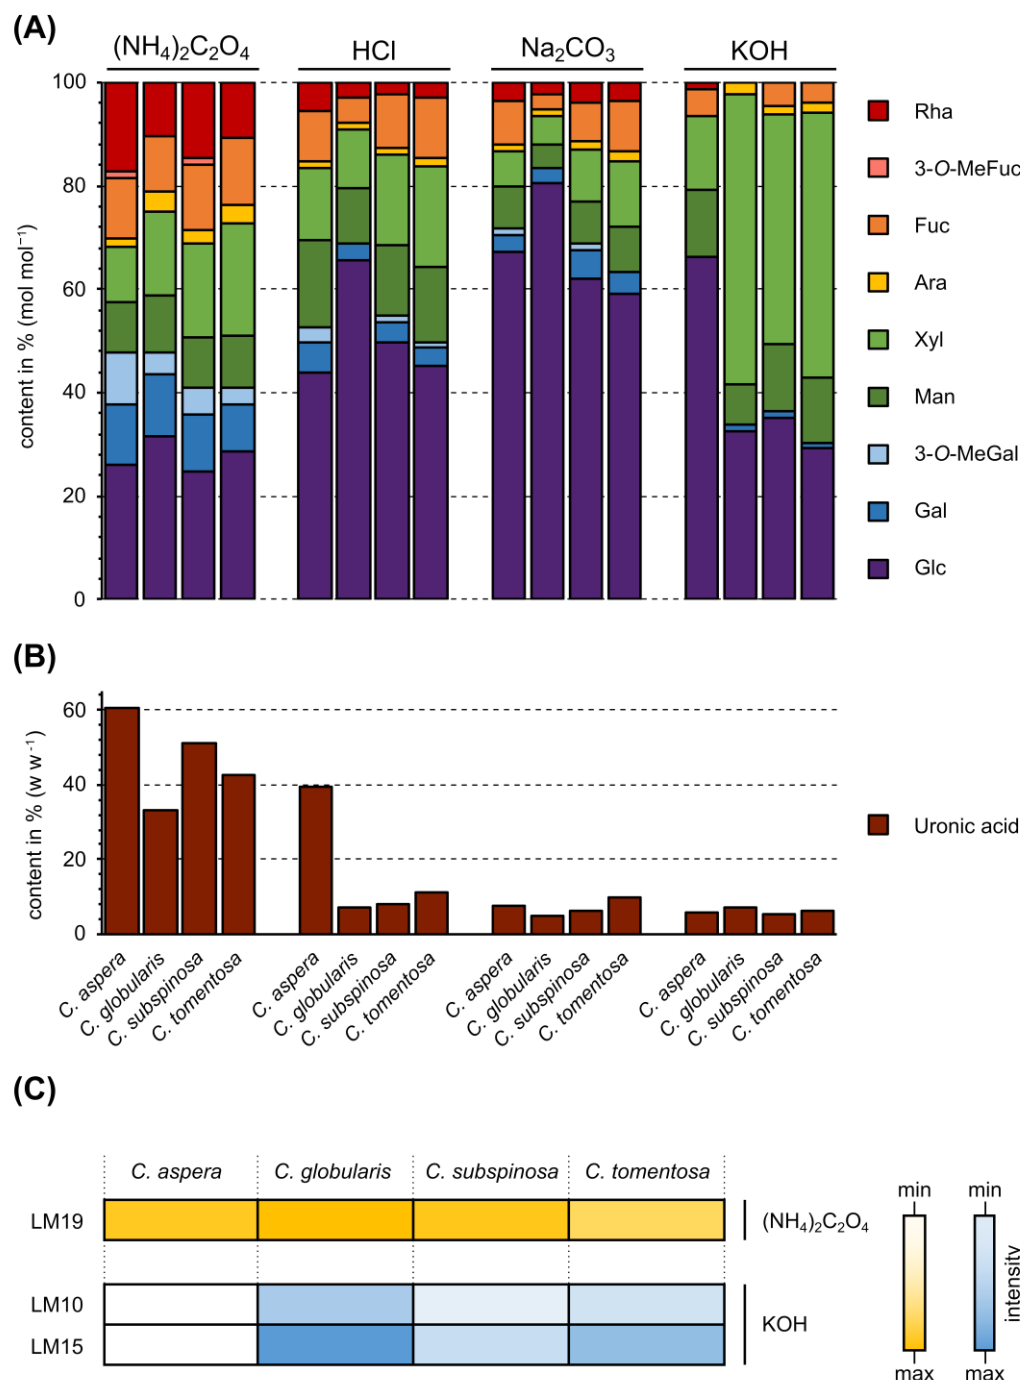 (A)
(NH4)2C2O4 HCl Na2CO3 KOH
content in % (mol mol⁻¹)
100
80
60
40
20
0
Rha
3-O-MeFuc
Fuc
Ara
Xyl
Man
3-O-MeGal
Gal
Glc
(B)
content in % (w w⁻¹)
60
40
20
0
Uronic acid
C. aspera C. globularis C. subspinosa C. tomentosa C. aspera C. globularis C. subspinosa C. tomentosa C. aspera C. globularis C. subspinosa C. tomentosa C. aspera C. globularis C. subspinosa C. tomentosa
(C)
C. aspera C. globularis C. subspinosa C. tomentosa
min min
LM19 (NH4)2C2O4
LM10
KOH
LM15
intensity
max max